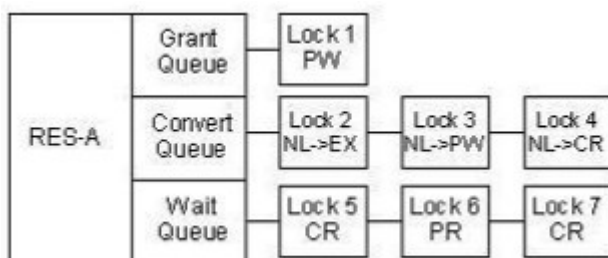 RES-A
Grant
Queue
Lock 1
PW
Convert
Queue
Lock 2
NL->EX
Lock 3
NL->PW
Lock 4
NL->CR
Wait
Queue
Lock 5
CR
Lock 6
PR
Lock 7
CR